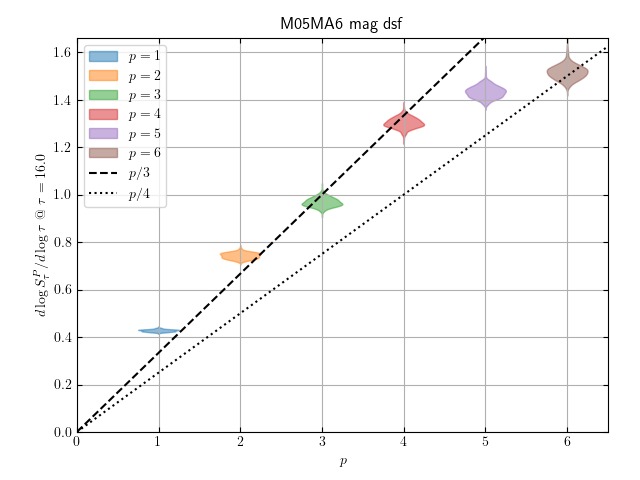 M05MA6 mag dsf
p = 1
p = 2
p = 3
p = 4
p = 5
p = 6
p/3
p/4
d log S_τ^P / d log τ @ τ = 16.0
1.6
1.4
1.2
1.0
0.8
0.6
0.4
0.2
0.0
0 1 2 3 4 5 6
p